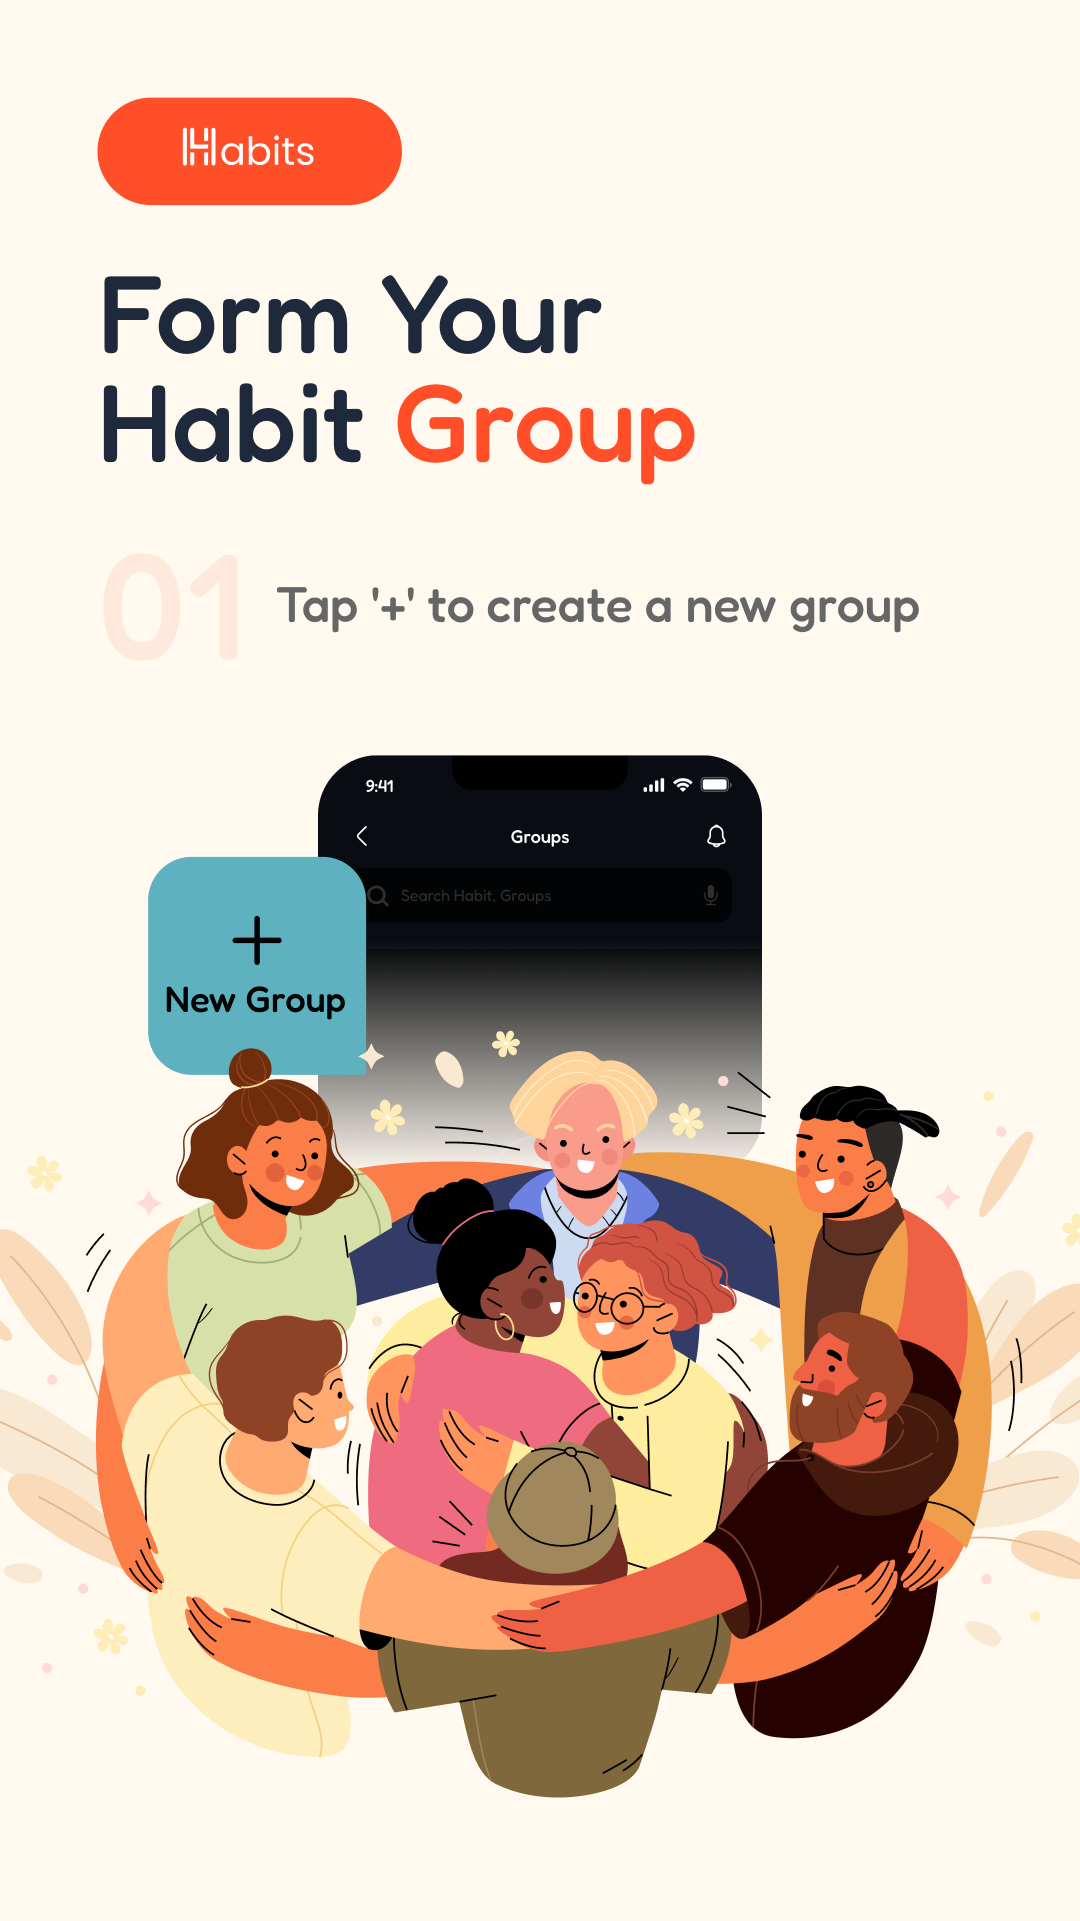 Habits
Form Your
Habit Group
01
Tap '+' to create a new group
9:41
Groups
Search Habit, Groups
+
New Group